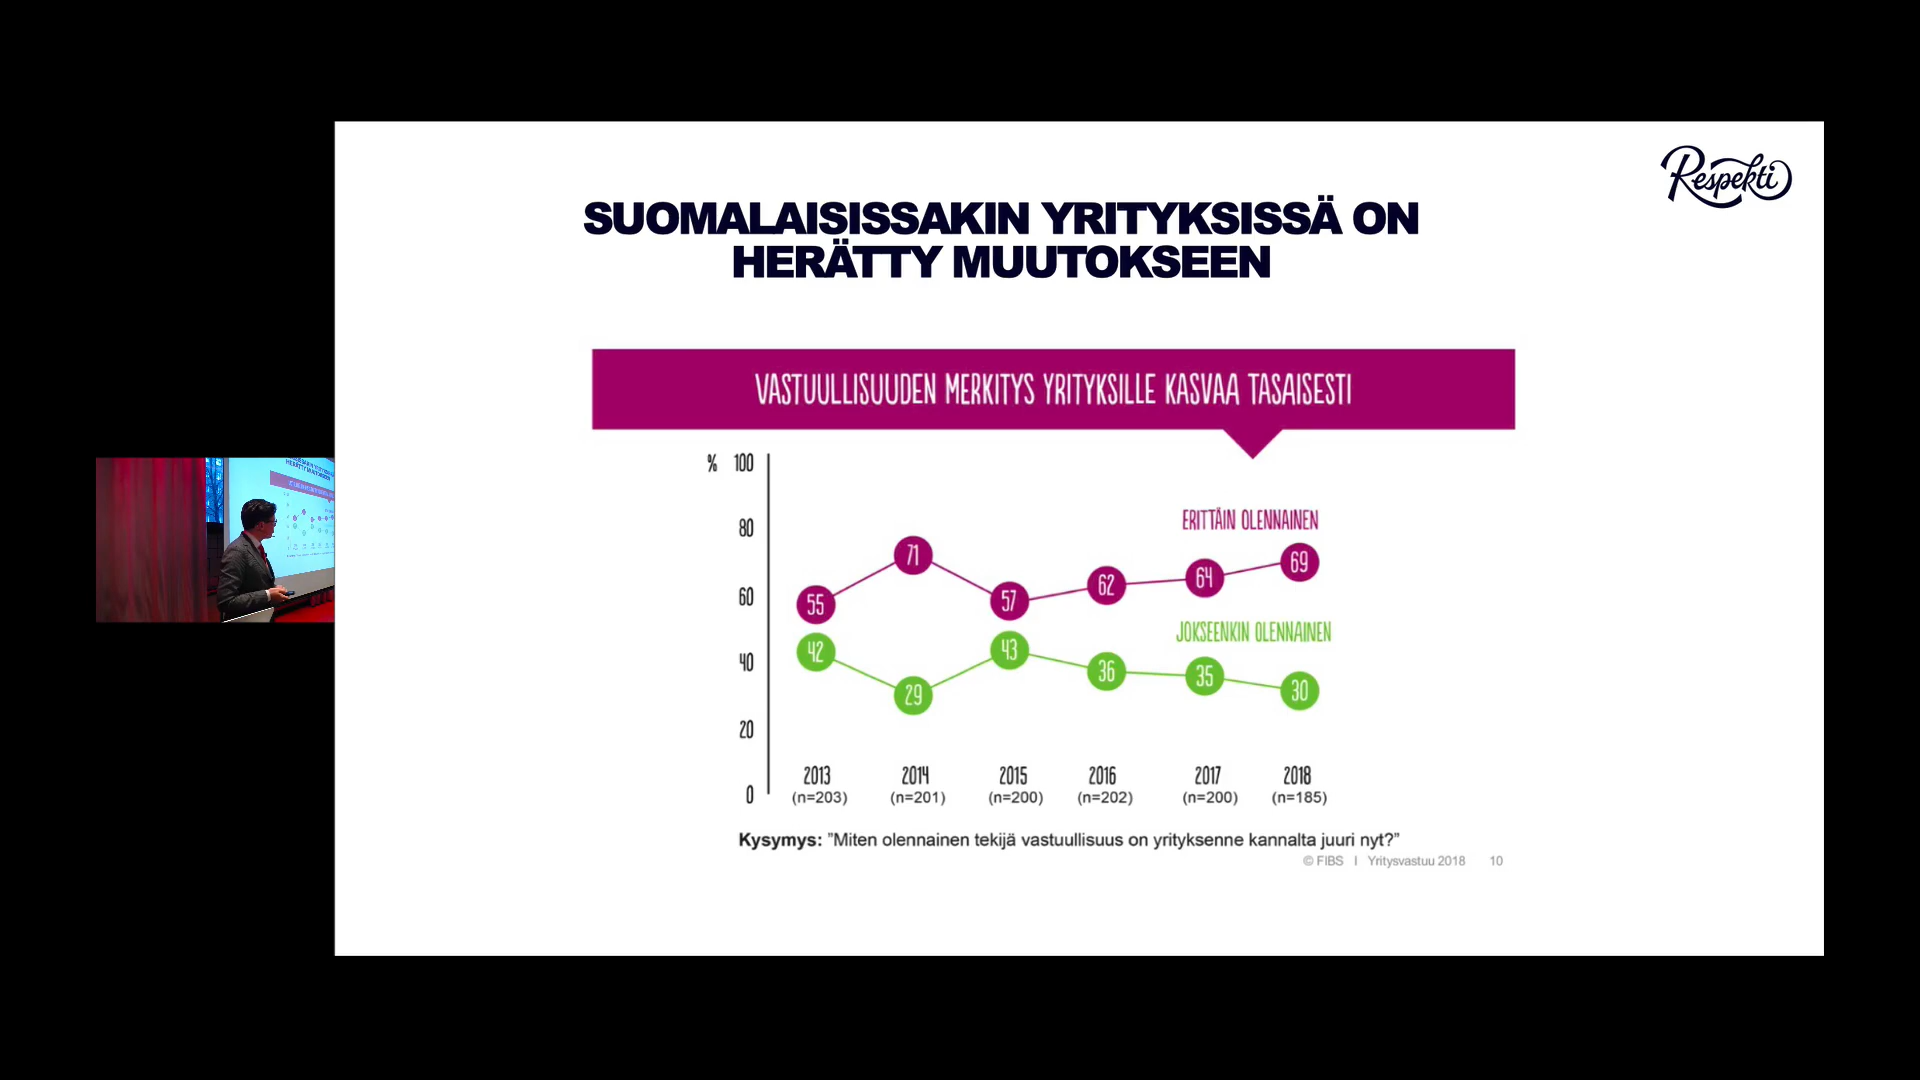 Respekti
SUOMALAISISSAKIN YRITYKSISSÄ ON
HERÄTTY MUUTOKSEEN
VASTUULLISUUDEN MERKITYS YRITYKSILLE KASVAA TASAISESTI
% 100
80
60
40
20
0
ERITTÄIN OLENNAINEN
55 71 57 62 64 69
JOKSEENKIN OLENNAINEN
42 29 43 36 35 30
2013 2014 2015 2016 2017 2018
(n=203) (n=201) (n=200) (n=202) (n=200) (n=185)
Kysymys: "Miten olennainen tekijä vastuullisuus on yrityksenne kannalta juuri nyt?"
© FIBS I Yritysvastuu 2018 10
HERÄTTY MUUTOKSEEN